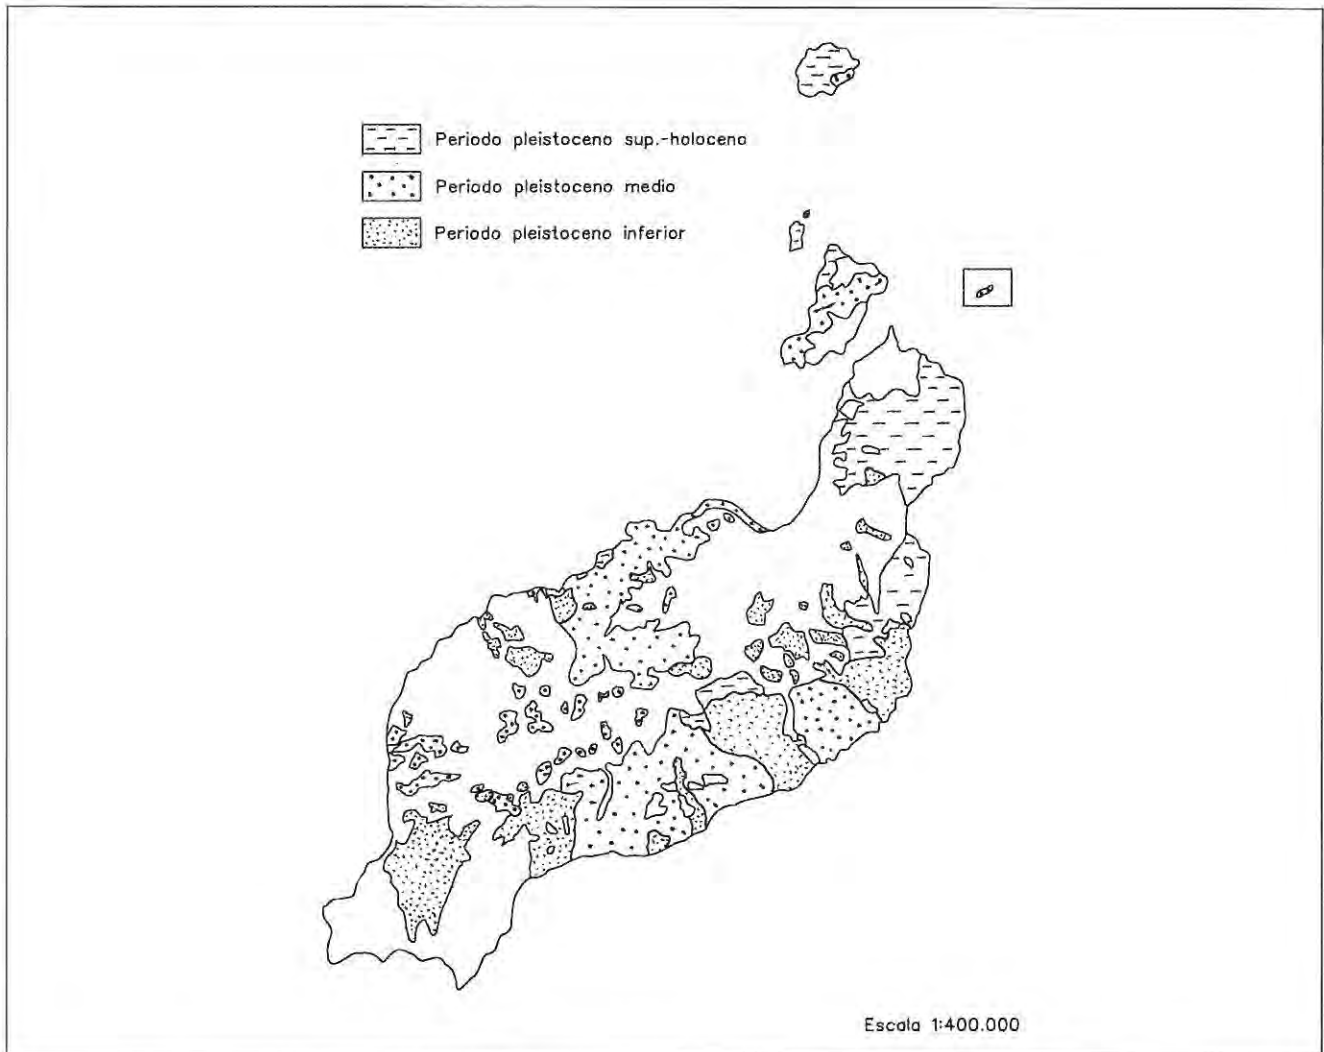 Periodo pleistoceno sup.-holoceno
Periodo pleistoceno medio
Periodo pleistoceno inferior
Escala 1:400.000